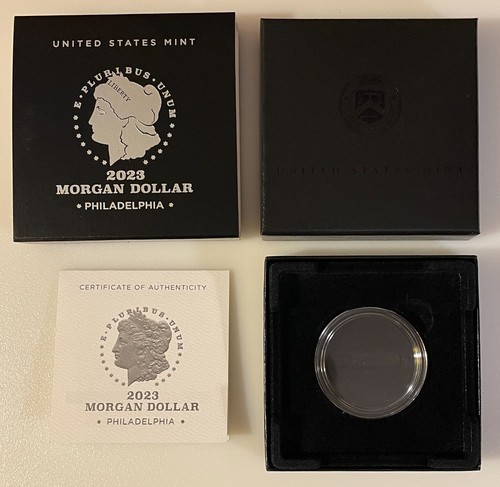 UNITED STATES MINT
E·PLURIBUS·UNUM
LIBERTY
2023
MORGAN DOLLAR
PHILADELPHIA
UNITED STATES MINT
CERTIFICATE OF AUTHENTICITY
E·PLURIBUS·UNUM
2023
MORGAN DOLLAR
• PHILADELPHIA •